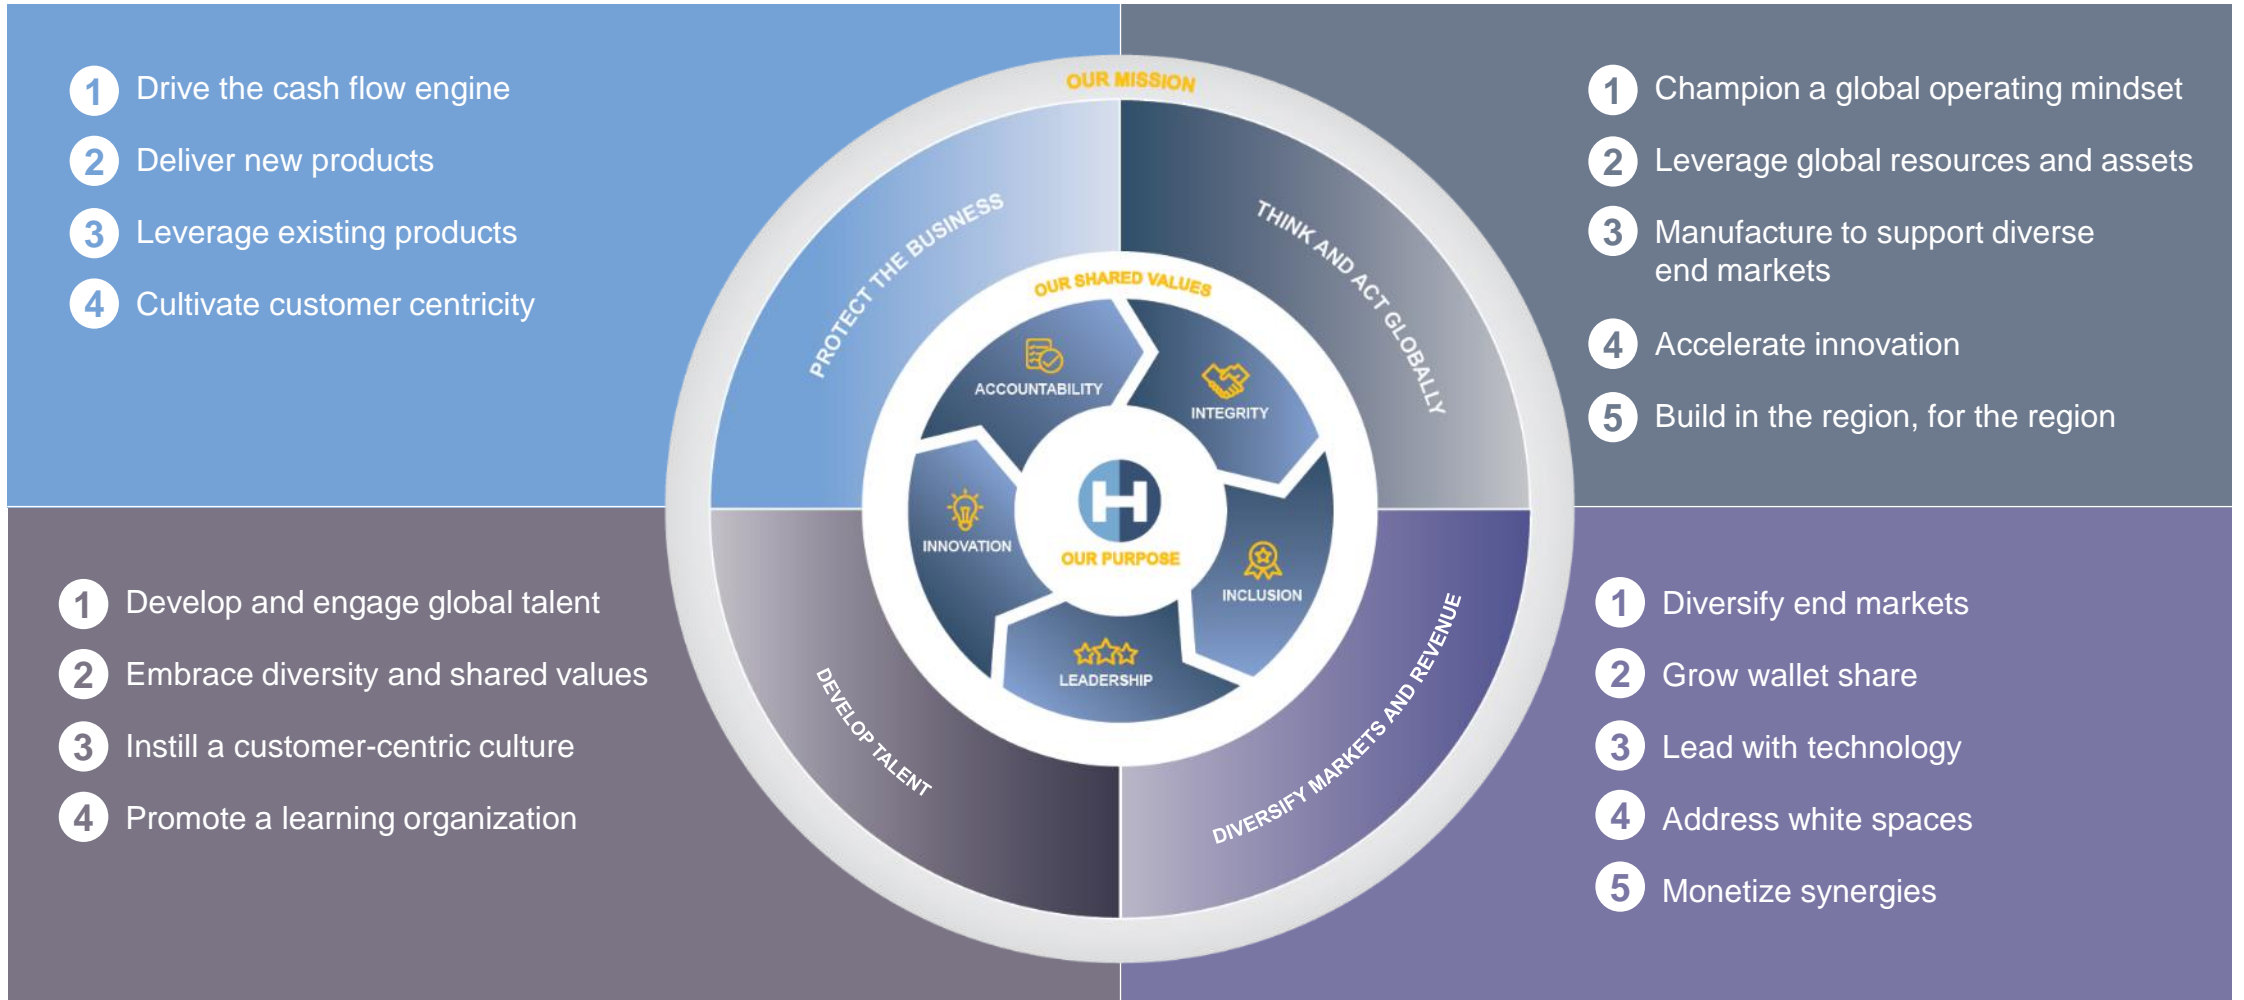 1 Drive the cash flow engine
2 Deliver new products
3 Leverage existing products
4 Cultivate customer centricity
1 Champion a global operating mindset
2 Leverage global resources and assets
3 Manufacture to support diverse
end markets
4 Accelerate innovation
5 Build in the region, for the region
OUR MISSION
PROTECT THE BUSINESS
THINK AND ACT GLOBALLY
OUR SHARED VALUES
ACCOUNTABILITY
INTEGRITY
INNOVATION
H
OUR PURPOSE
INCLUSION
LEADERSHIP
DEVELOP TALENT
DIVERSIFY MARKETS AND REVENUE
1 Develop and engage global talent
2 Embrace diversity and shared values
3 Instill a customer-centric culture
4 Promote a learning organization
1 Diversify end markets
2 Grow wallet share
3 Lead with technology
4 Address white spaces
5 Monetize synergies